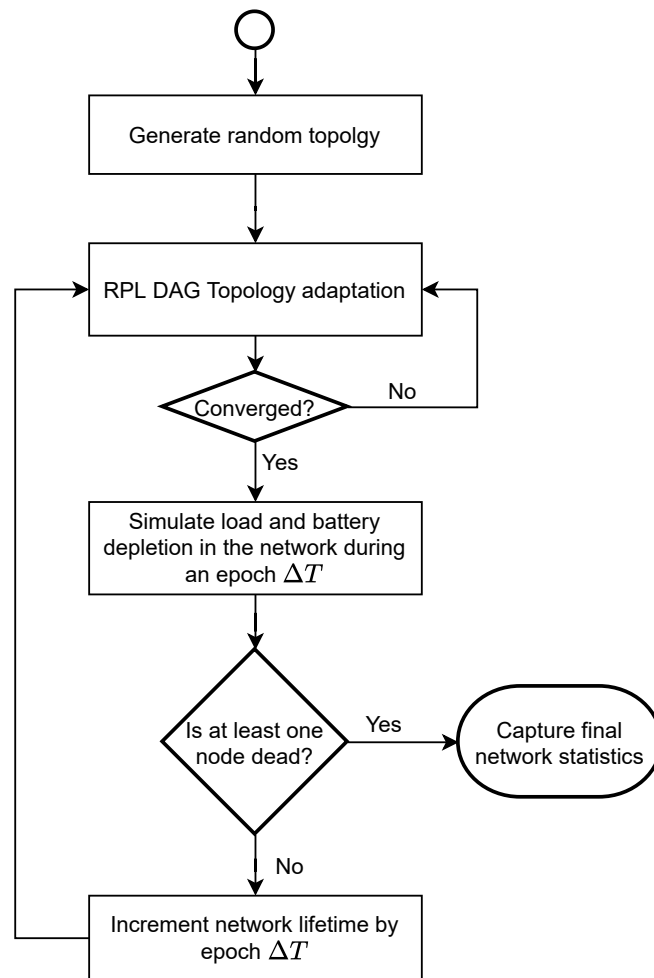 Generate random topolgy
RPL DAG Topology adaptation
Converged?
No
Yes
Simulate load and battery
depletion in the network during
an epoch ΔT
Is at least one
node dead?
Yes
Capture final
network statistics
No
Increment network lifetime by
epoch ΔT